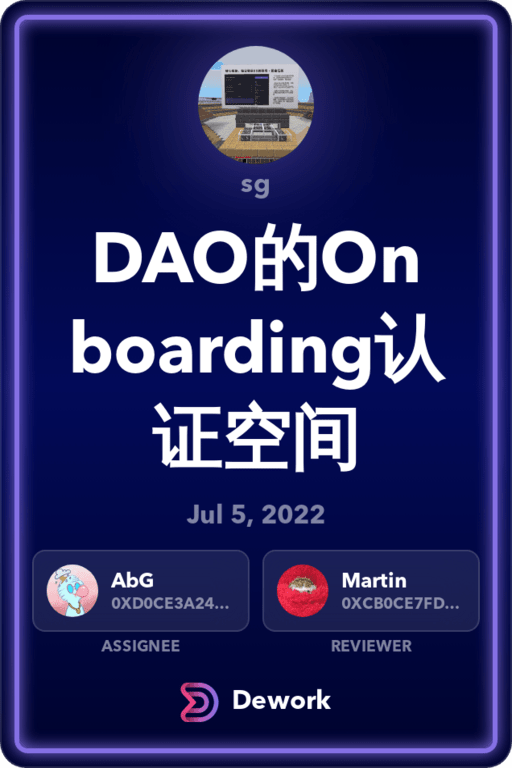 sg
DAO的On
boarding认
证空间
Jul 5, 2022
AbG
0XD0CE3A24...
Martin
0XCB0CE7FD...
ASSIGNEE
REVIEWER
Dework